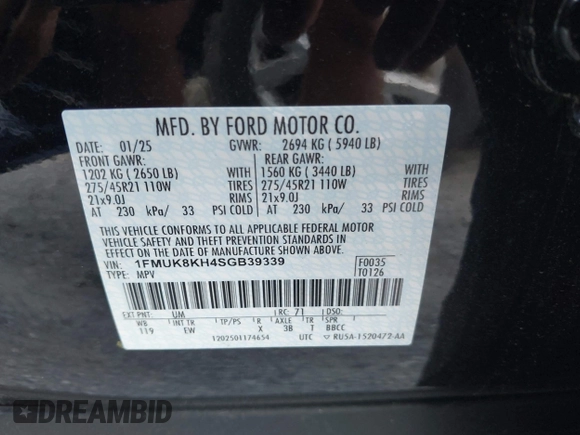 MFD. BY FORD MOTOR CO.
DATE: 01/25 GVWR: 2694 KG ( 5940 LB)
FRONT GAWR: REAR GAWR:
1202 KG ( 2650 LB) WITH 1560 KG ( 3440 LB) WITH
275/45R21 110W TIRES 275/45R21 110W TIRES
21x9.0J RIMS 21x9.0J RIMS
AT 230 kPa/ 33 PSI COLD AT 230 kPa/ 33 PSI COLD
THIS VEHICLE CONFORMS TO ALL APPLICABLE FEDERAL MOTOR
VEHICLE SAFETY AND THEFT PREVENTION STANDARDS IN
EFFECT ON THE DATE OF MANUFACTURE SHOWN ABOVE.
VIN: 1FMUK8KH4SGB39339 F0035
TYPE: MPV T0126
EXT PNT: UM RC: 71
WB INT TR TP/PS R AXLE TR SPR
119 EW X 3B T BBCC
1202501174654 UTC ▽ RU5A-1520472-AA
DREAMBID